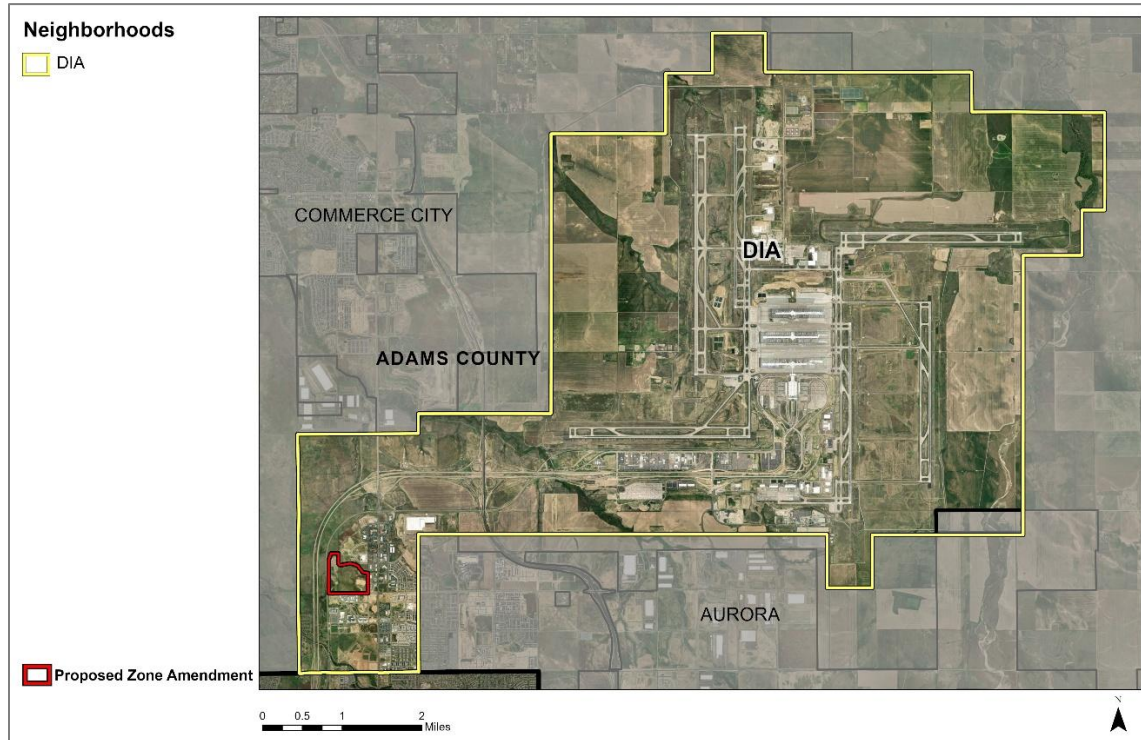 Neighborhoods
DIA
COMMERCE CITY
DIA
ADAMS COUNTY
AURORA
Proposed Zone Amendment
0 0.5 1 2
Miles
N